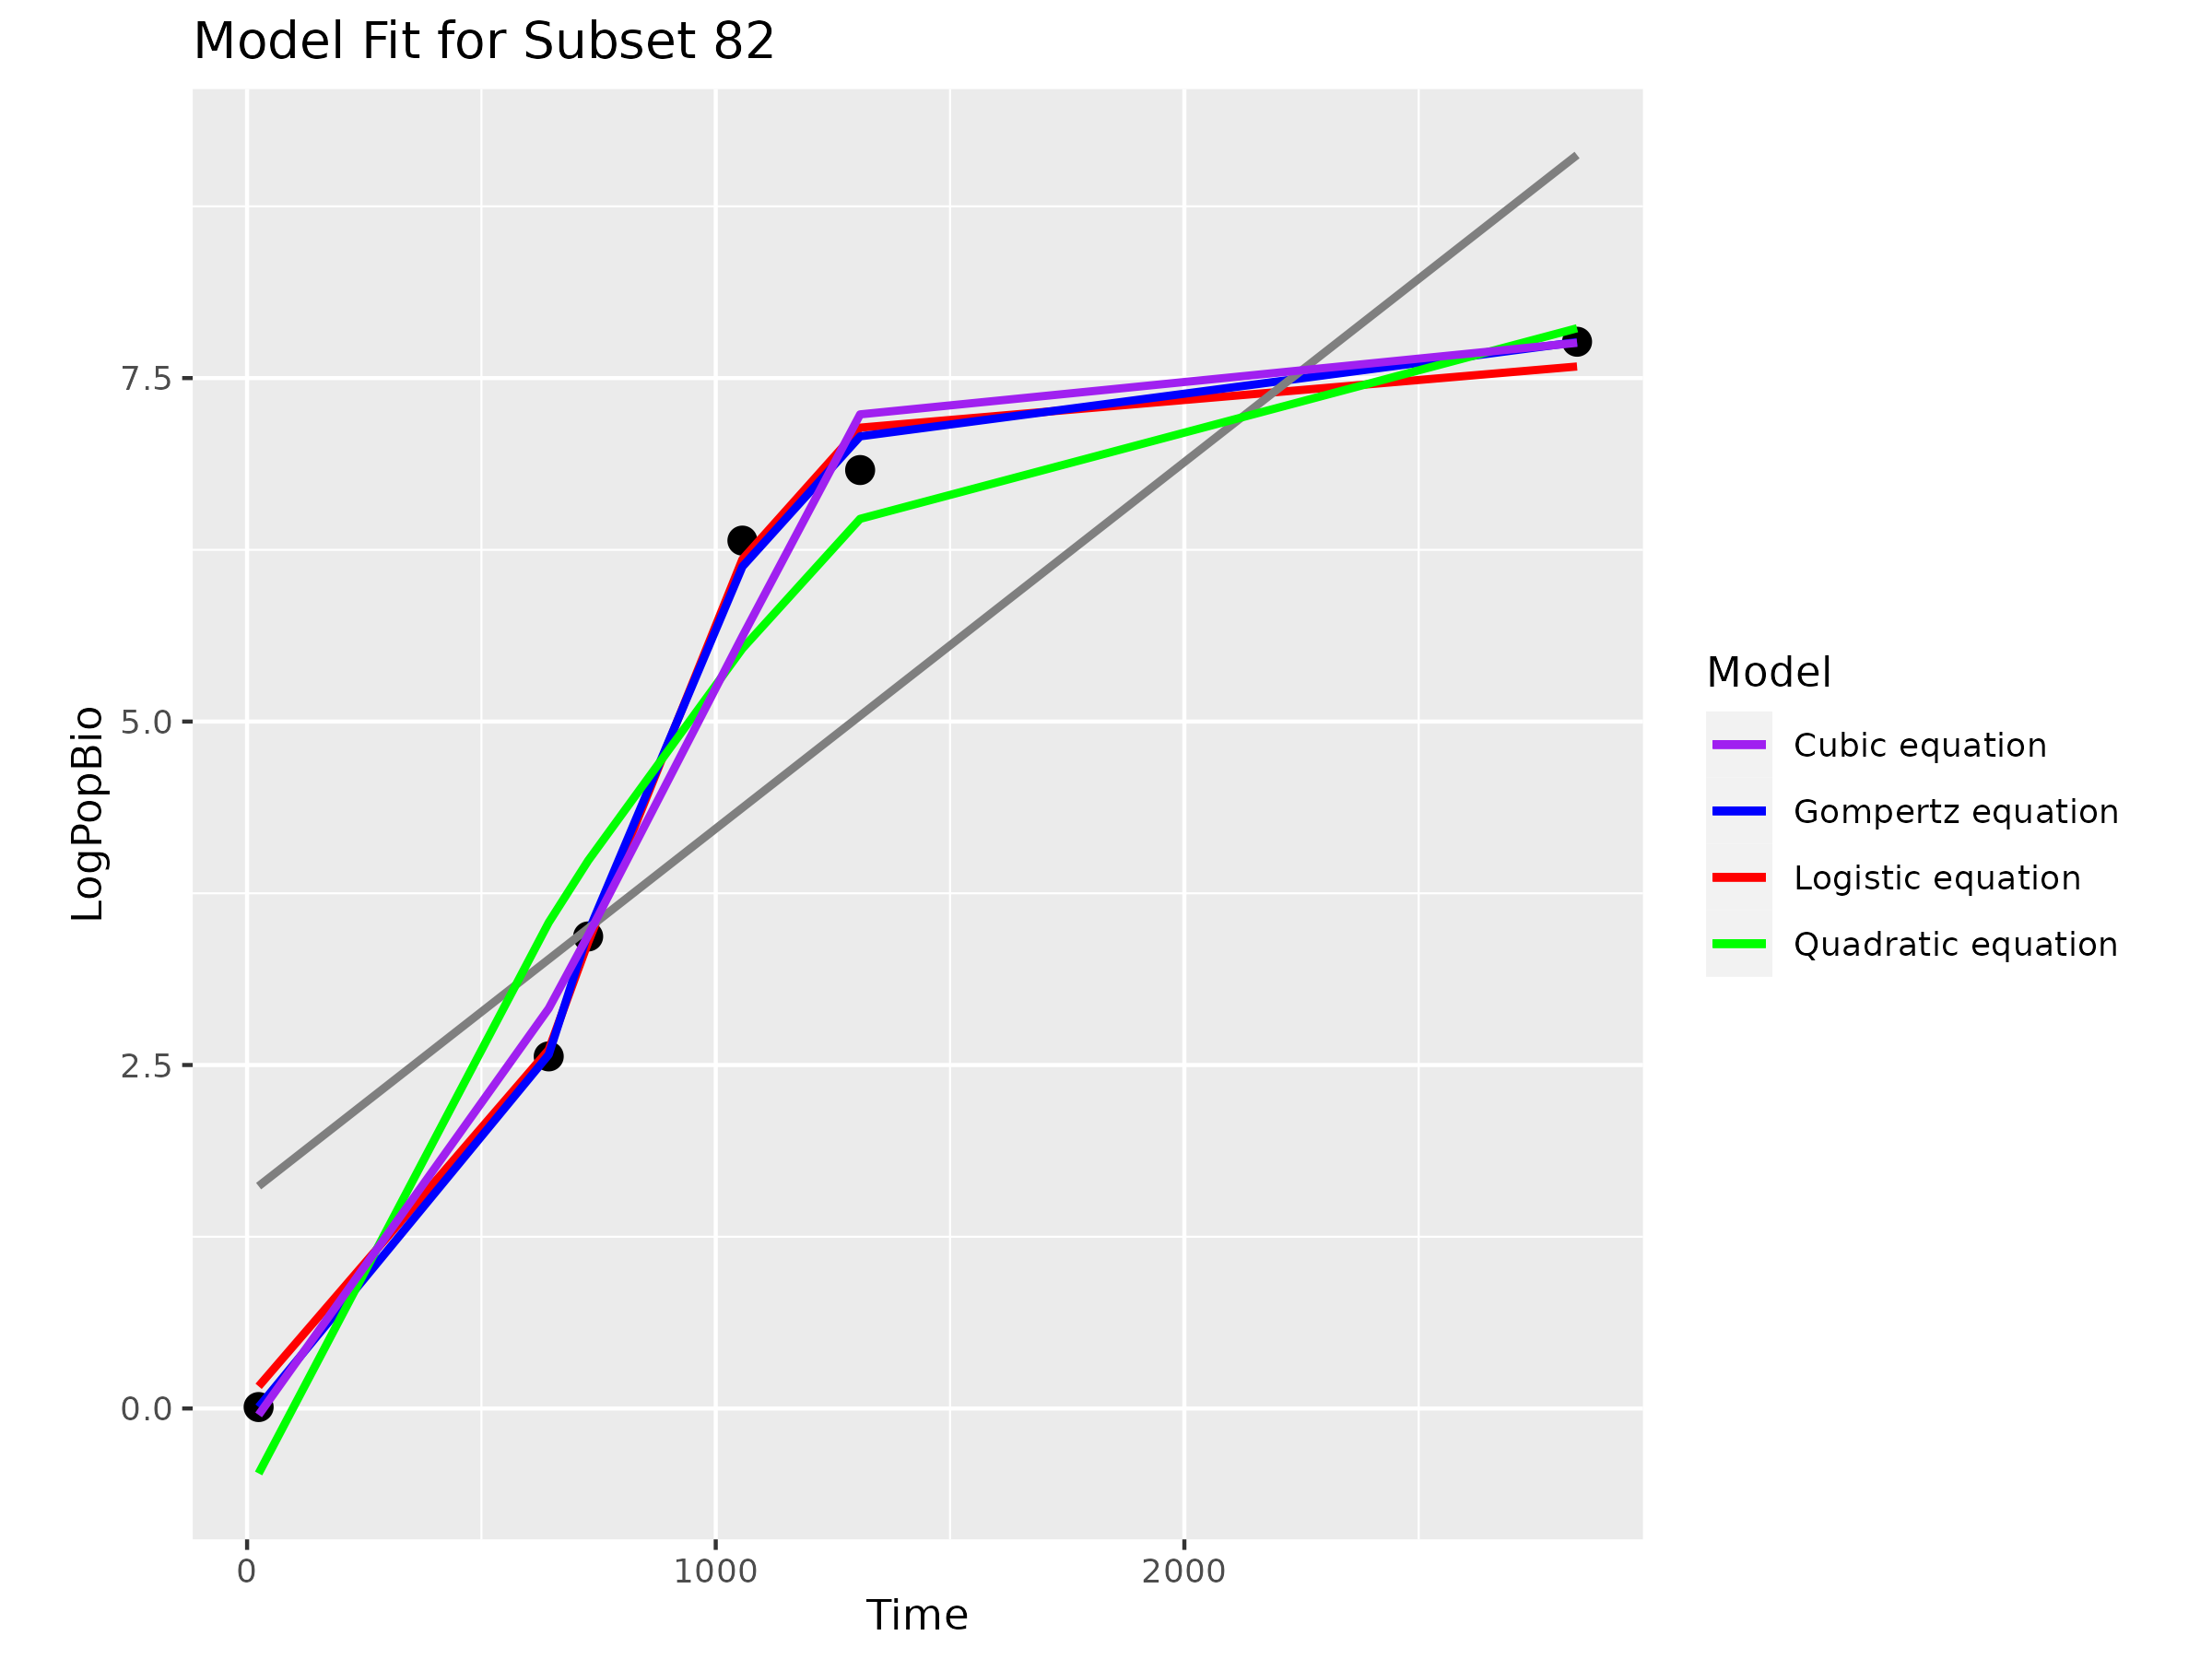 Model Fit for Subset 82
LogPopBio
7.5
5.0
2.5
0.0
0
1000
2000
Time
Model
Cubic equation
Gompertz equation
Logistic equation
Quadratic equation